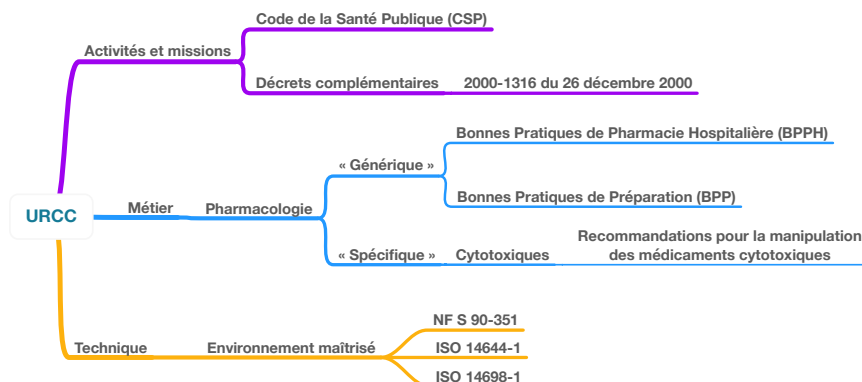 Code de la Santé Publique (CSP)
Activités et missions
Décrets complémentaires
2000-1316 du 26 décembre 2000
Bonnes Pratiques de Pharmacie Hospitalière (BPPH)
« Générique »
Bonnes Pratiques de Préparation (BPP)
URCC
Métier
Pharmacologie
« Spécifique »
Cytotoxiques
Recommandations pour la manipulation
des médicaments cytotoxiques
Technique
Environnement maîtrisé
NF S 90-351
ISO 14644-1
ISO 14698-1